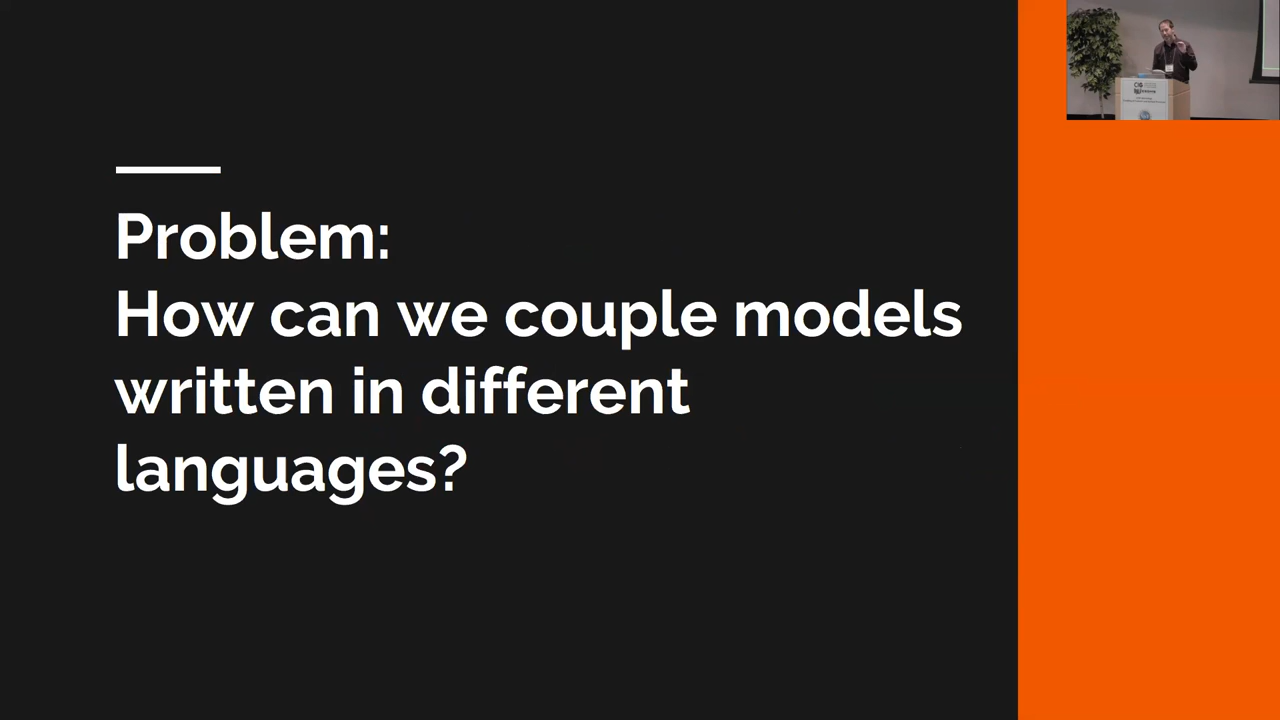 Problem:
How can we couple models
written in different
languages?